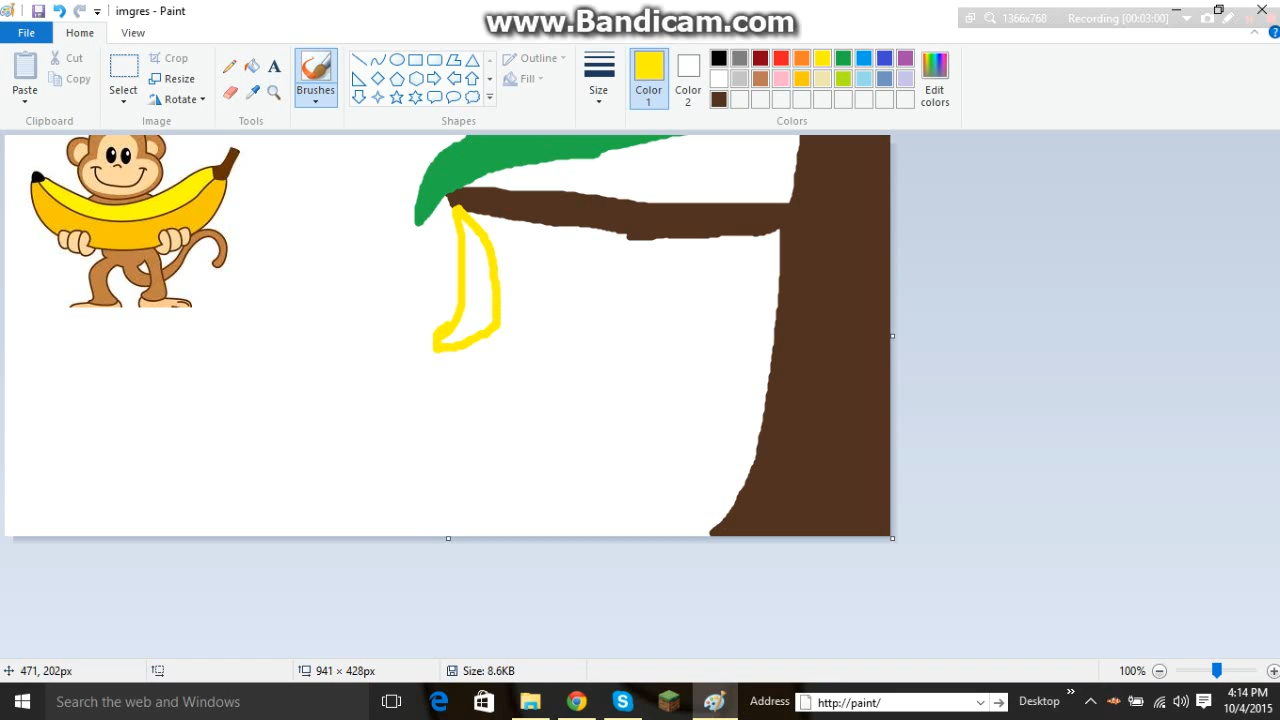 www.Bandicam.com
imgres - Paint
1366x768 Recording [00:03:00]
File Home View
Paste
Cut
Copy
Clipboard
Select
Crop
Resize
Rotate
Image
Tools
Brushes
Outline
Fill
Shapes
Size
Color 1
Color 2
Edit colors
Colors
471, 202px
941 × 428px
Size: 8.6KB
100%
Search the web and Windows
Address http://paint/
Desktop
4:14 PM
10/4/2015